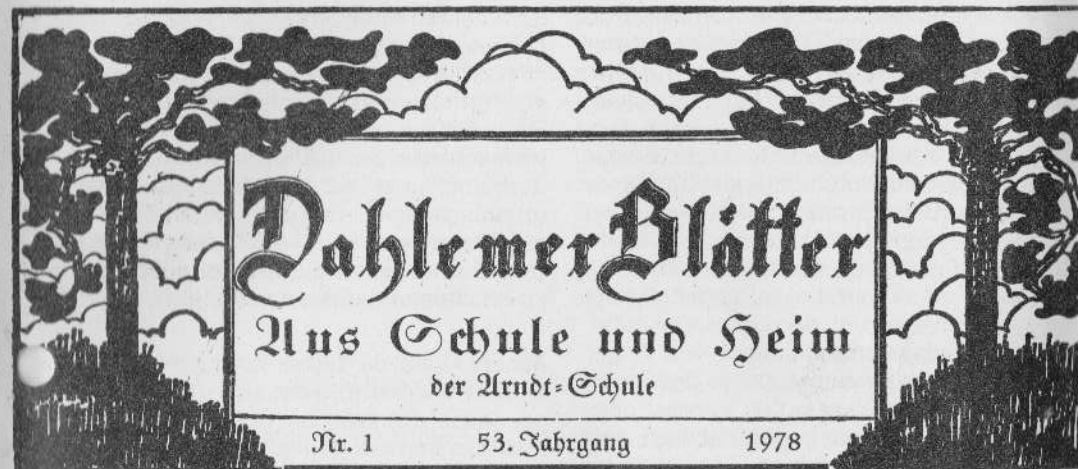 Dahlemer Blätter
Aus Schule und Heim
der Arndt-Schule
Nr. 1 53. Jahrgang 1978